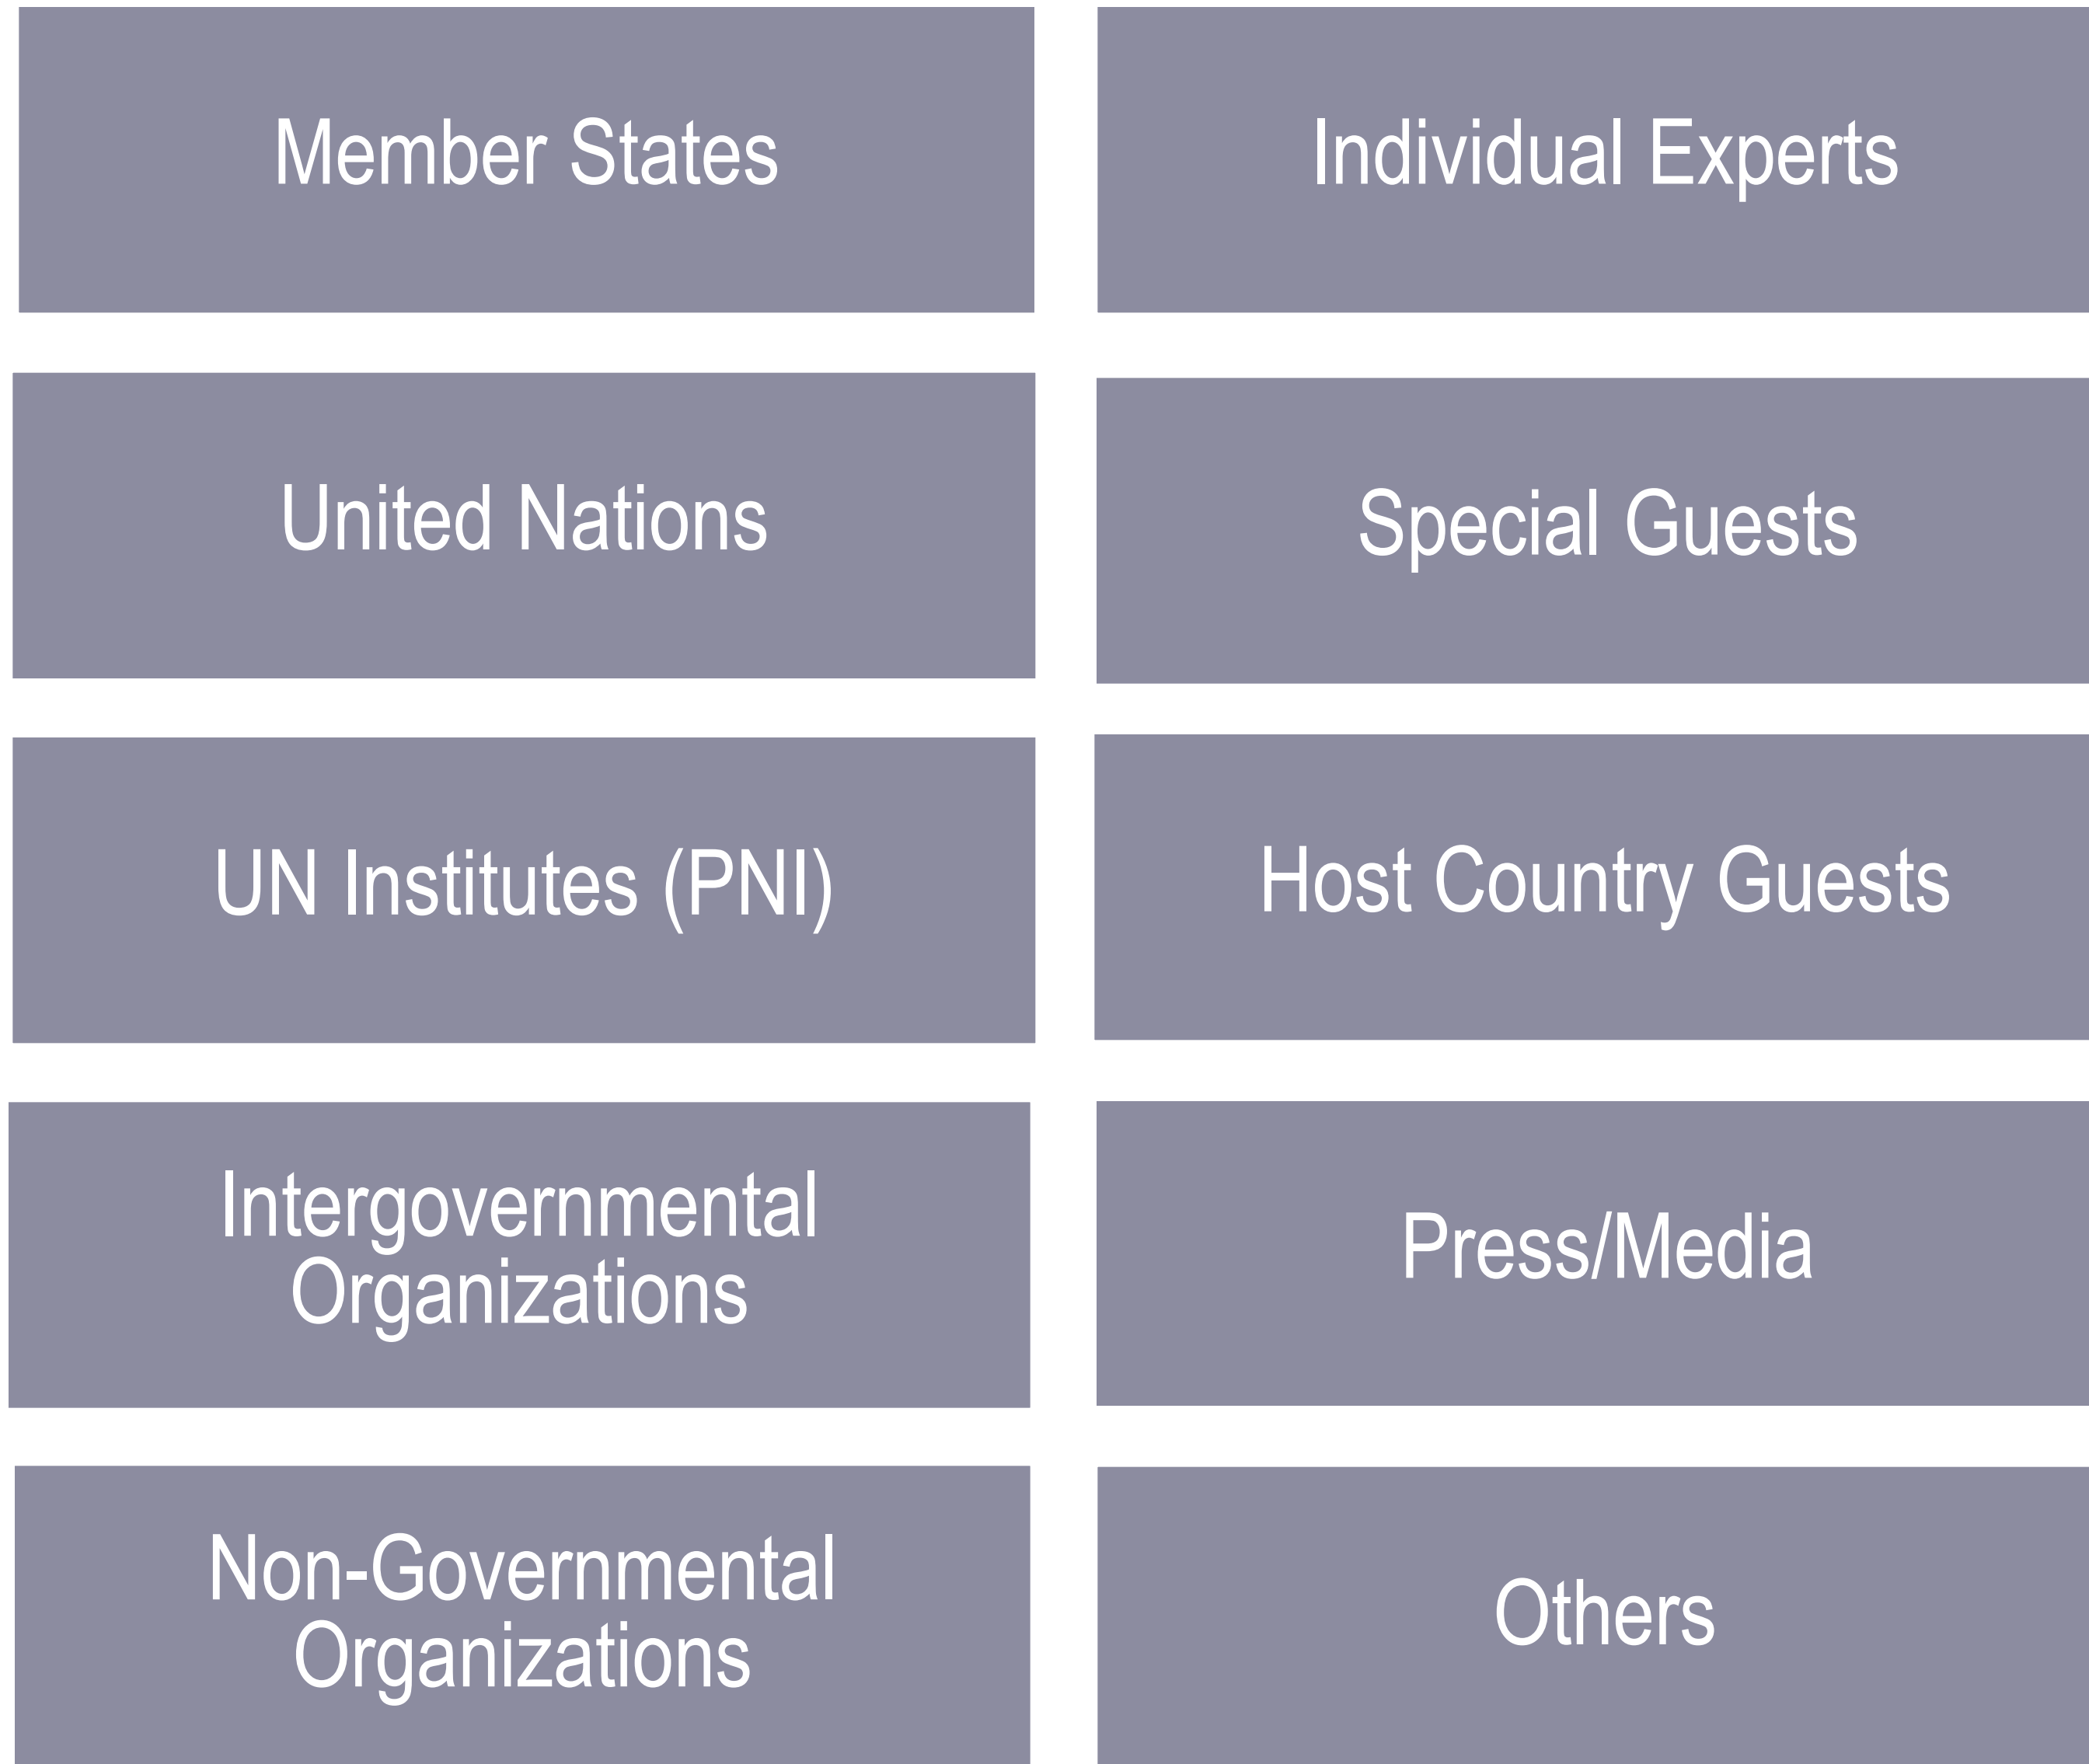 Member States
Individual Experts
United Nations
Special Guests
UN Institutes (PNI)
Host Country Guests
Intergovernmental
Organizations
Press/Media
Non-Governmental
Organizations
Others